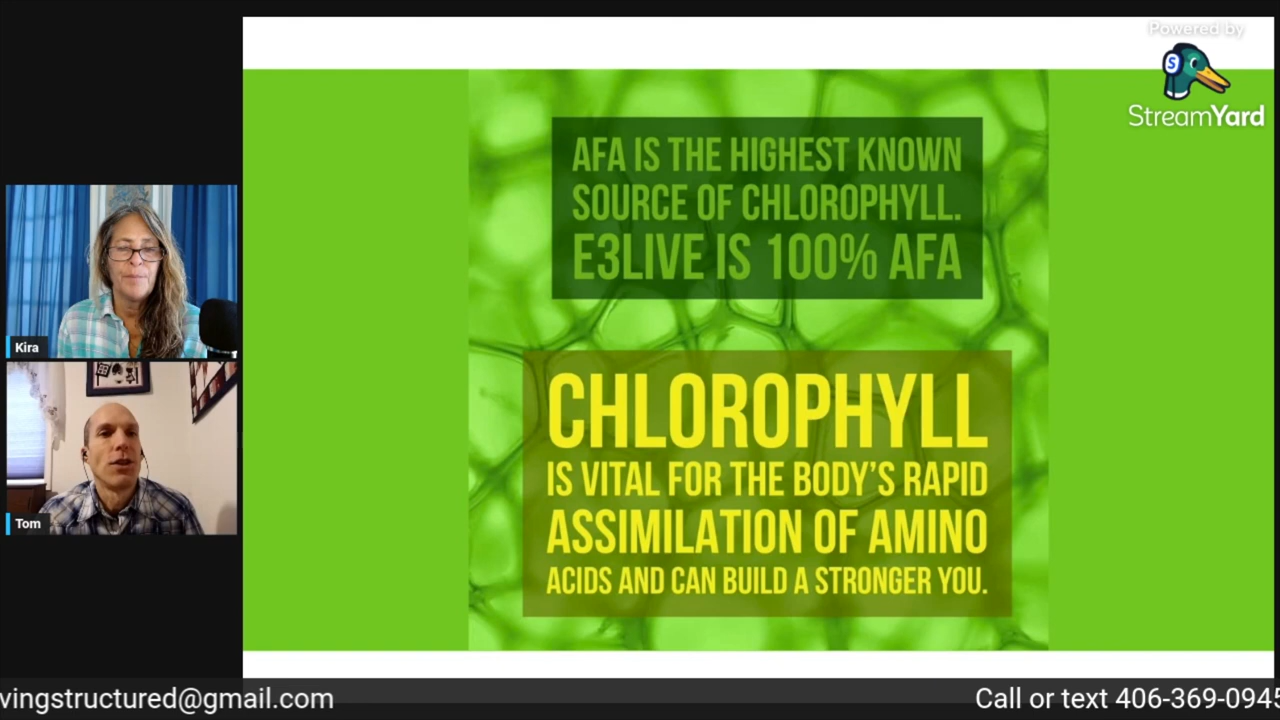 Powered by
S
StreamYard
AFA IS THE HIGHEST KNOWN
SOURCE OF CHLOROPHYLL.
E3LIVE IS 100% AFA
CHLOROPHYLL
IS VITAL FOR THE BODY'S RAPID
ASSIMILATION OF AMINO
ACIDS AND CAN BUILD A STRONGER YOU.
Kira
Tom
vingstructured@gmail.com
Call or text 406-369-0945